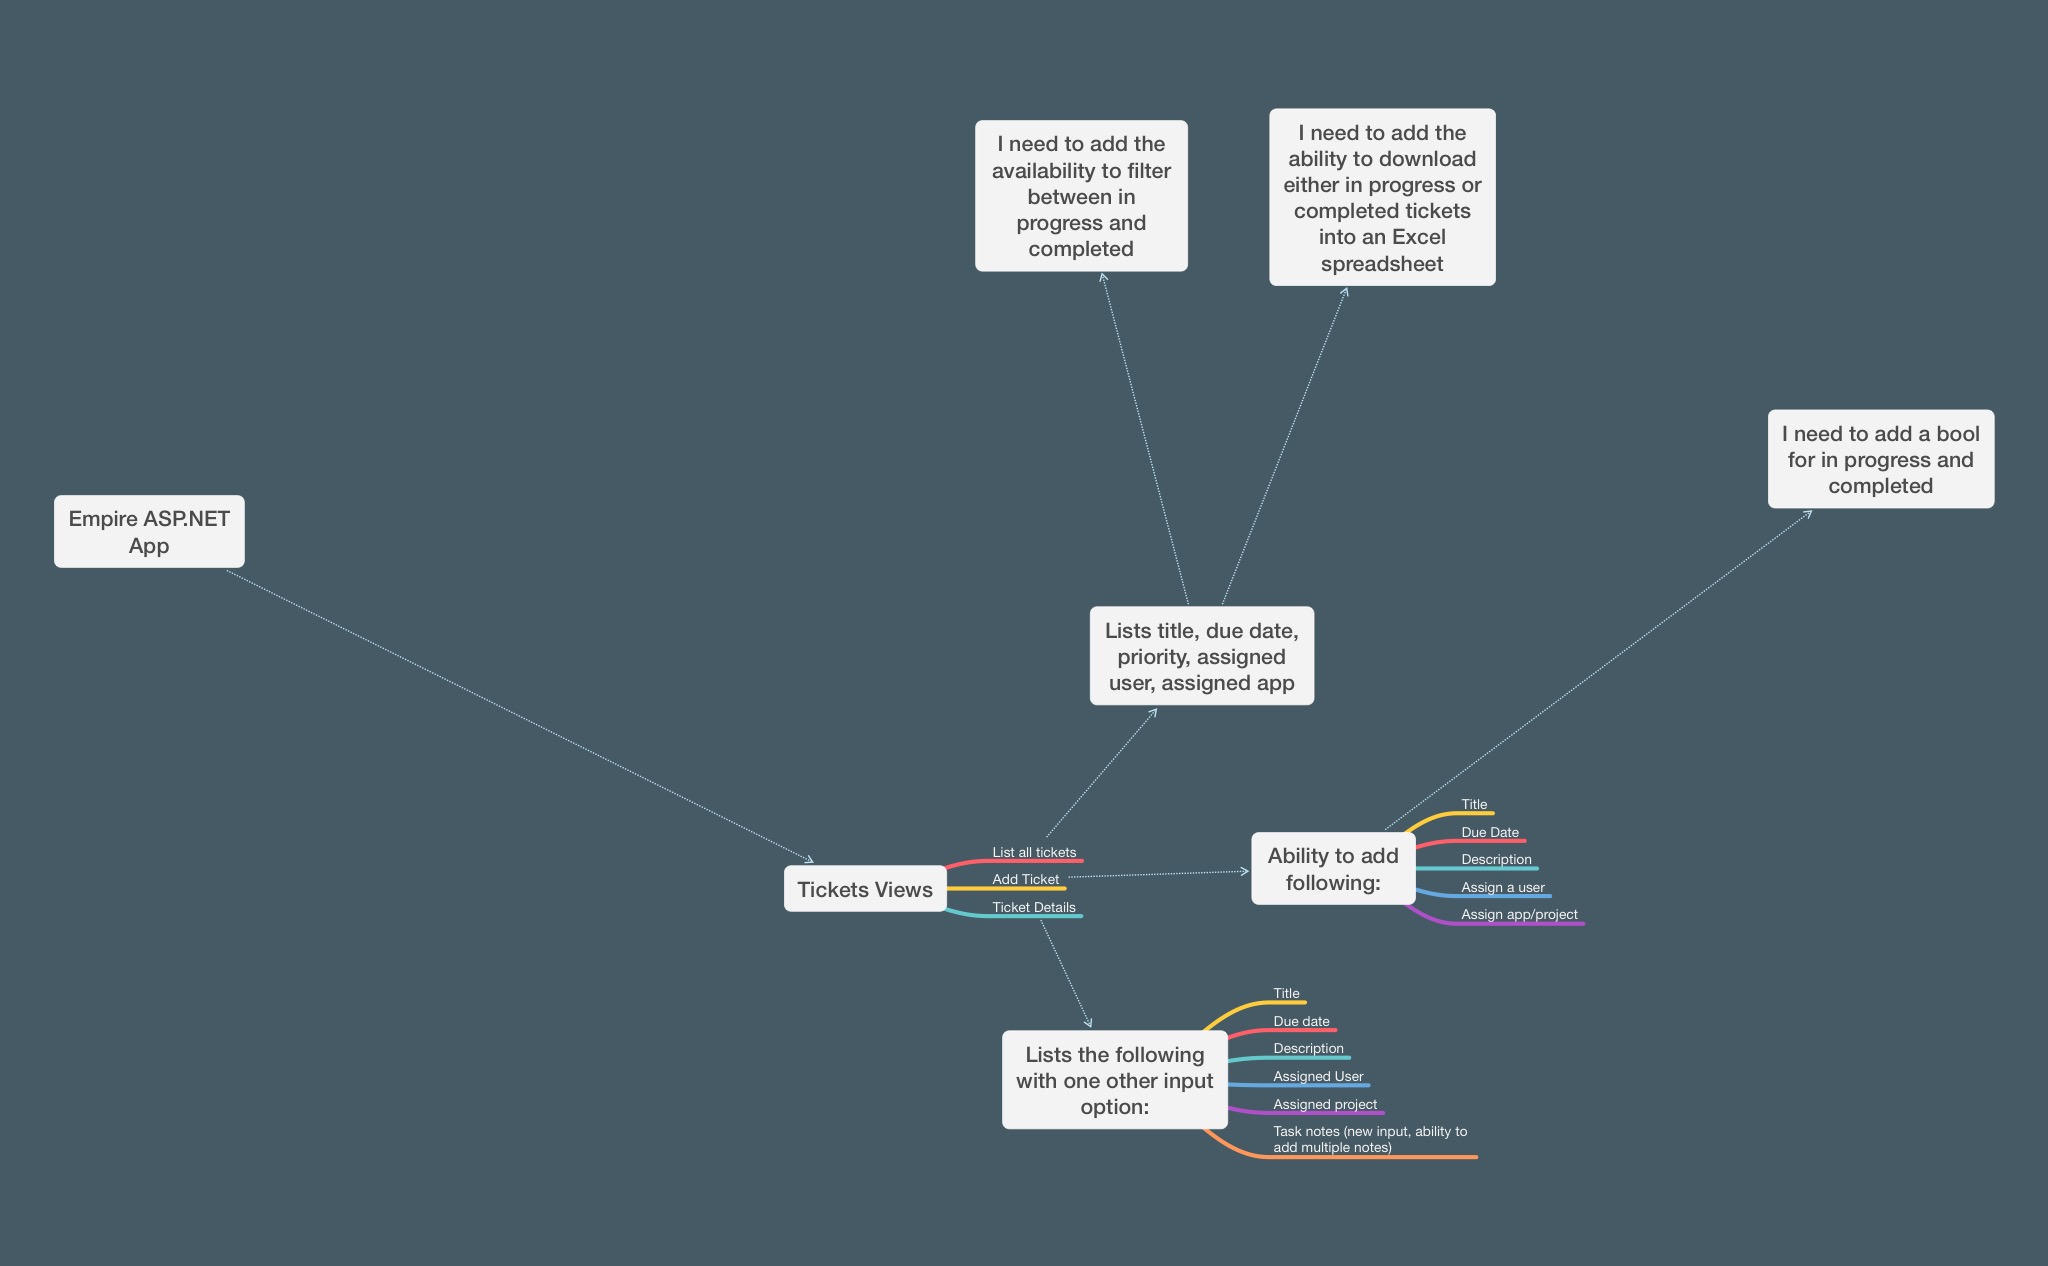 I need to add the
availability to filter
between in
progress and
completed
I need to add the
ability to download
either in progress or
completed tickets
into an Excel
spreadsheet
I need to add a bool
for in progress and
completed
Empire ASP.NET
App
Lists title, due date,
priority, assigned
user, assigned app
Tickets Views
List all tickets
Add Ticket
Ticket Details
Ability to add
following:
Title
Due Date
Description
Assign a user
Assign app/project
Lists the following
with one other input
option:
Title
Due date
Description
Assigned User
Assigned project
Task notes (new input, ability to
add multiple notes)